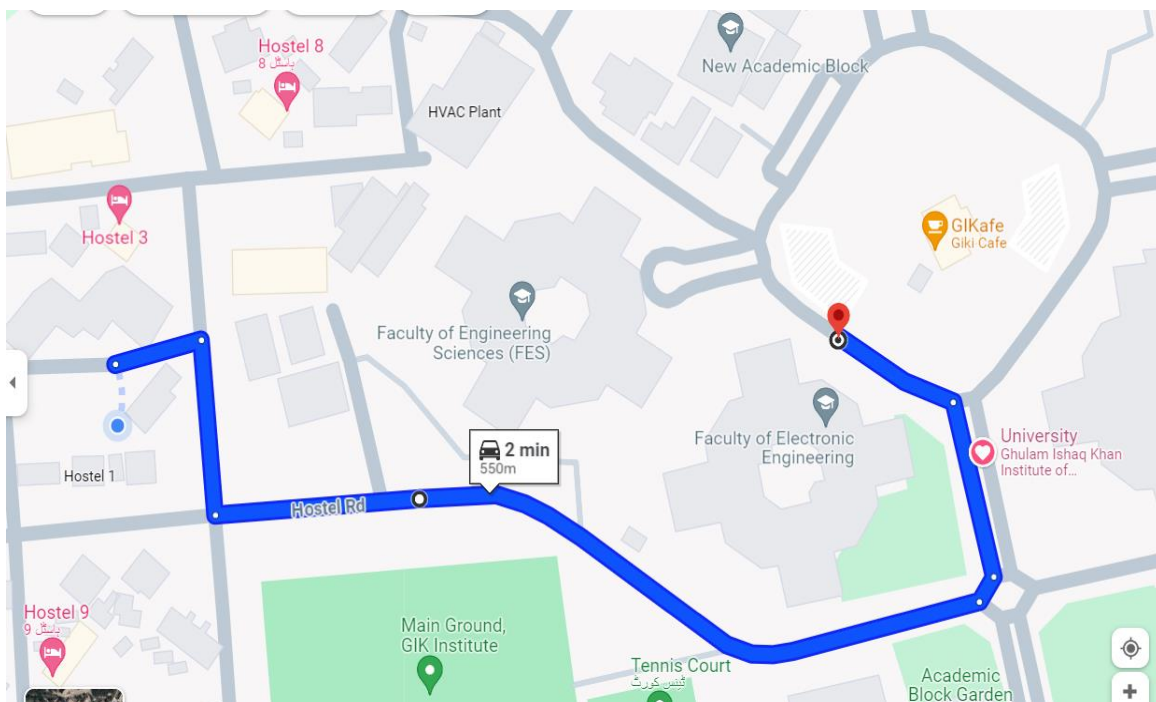 Hostel 8
ہاسٹل 8
New Academic Block
HVAC Plant
Hostel 3
GIKafe
Giki Cafe
Faculty of Engineering
Sciences (FES)
Faculty of Electronic
Engineering
University
Ghulam Ishaq Khan
Institute of...
2 min
550m
Hostel 1
Hostel Rd
Hostel 9
ہاسٹل 9
Main Ground,
GIK Institute
Tennis Court
ٹینس کورٹ
Academic
Block Garden